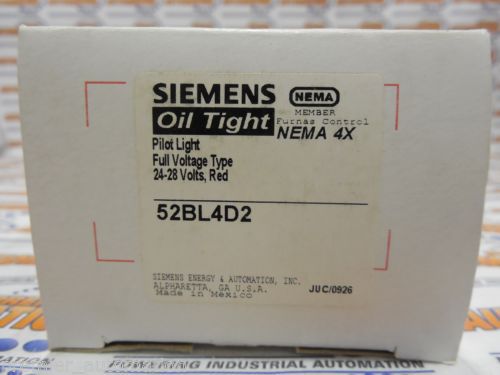 SIEMENS
NEMA
MEMBER
Furnas Control
Oil Tight
NEMA 4X
Pilot Light
Full Voltage Type
24-28 Volts, Red
52BL4D2
SIEMENS ENERGY & AUTOMATION, INC.
ALPHARETTA, GA U.S.A.
Made in Mexico
JUC/0926
INDUSTRIAL AUTOMATION